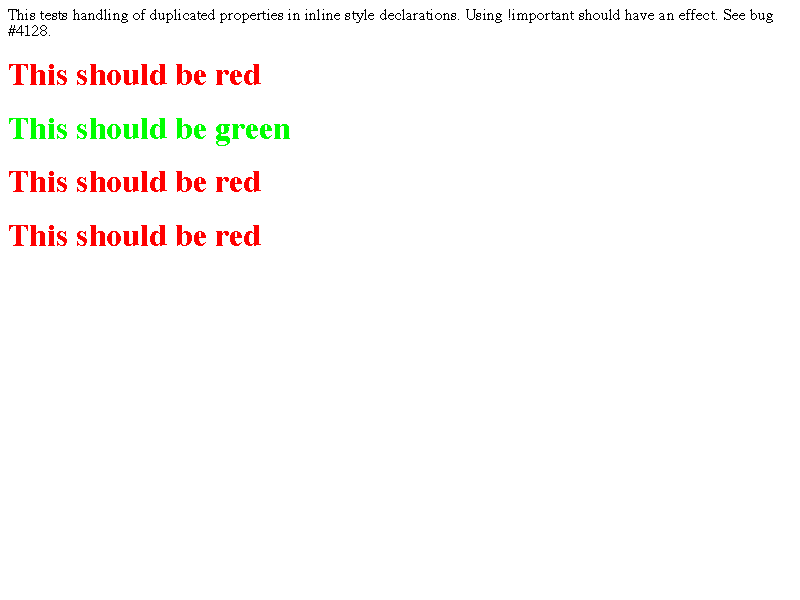 This tests handling of duplicated properties in inline style declarations. Using !important should have an effect. See bug
#4128.
This should be red
This should be green
This should be red
This should be red